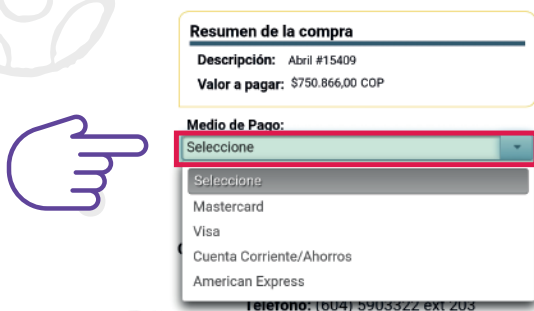 Resumen de la compra
Descripción: Abril #15409
Valor a pagar: $750.866,00 COP
Medio de Pago:
Seleccione
Seleccione
Mastercard
Visa
Cuenta Corriente/Ahorros
American Express
Teléfono: (604) 5903322 ext 203